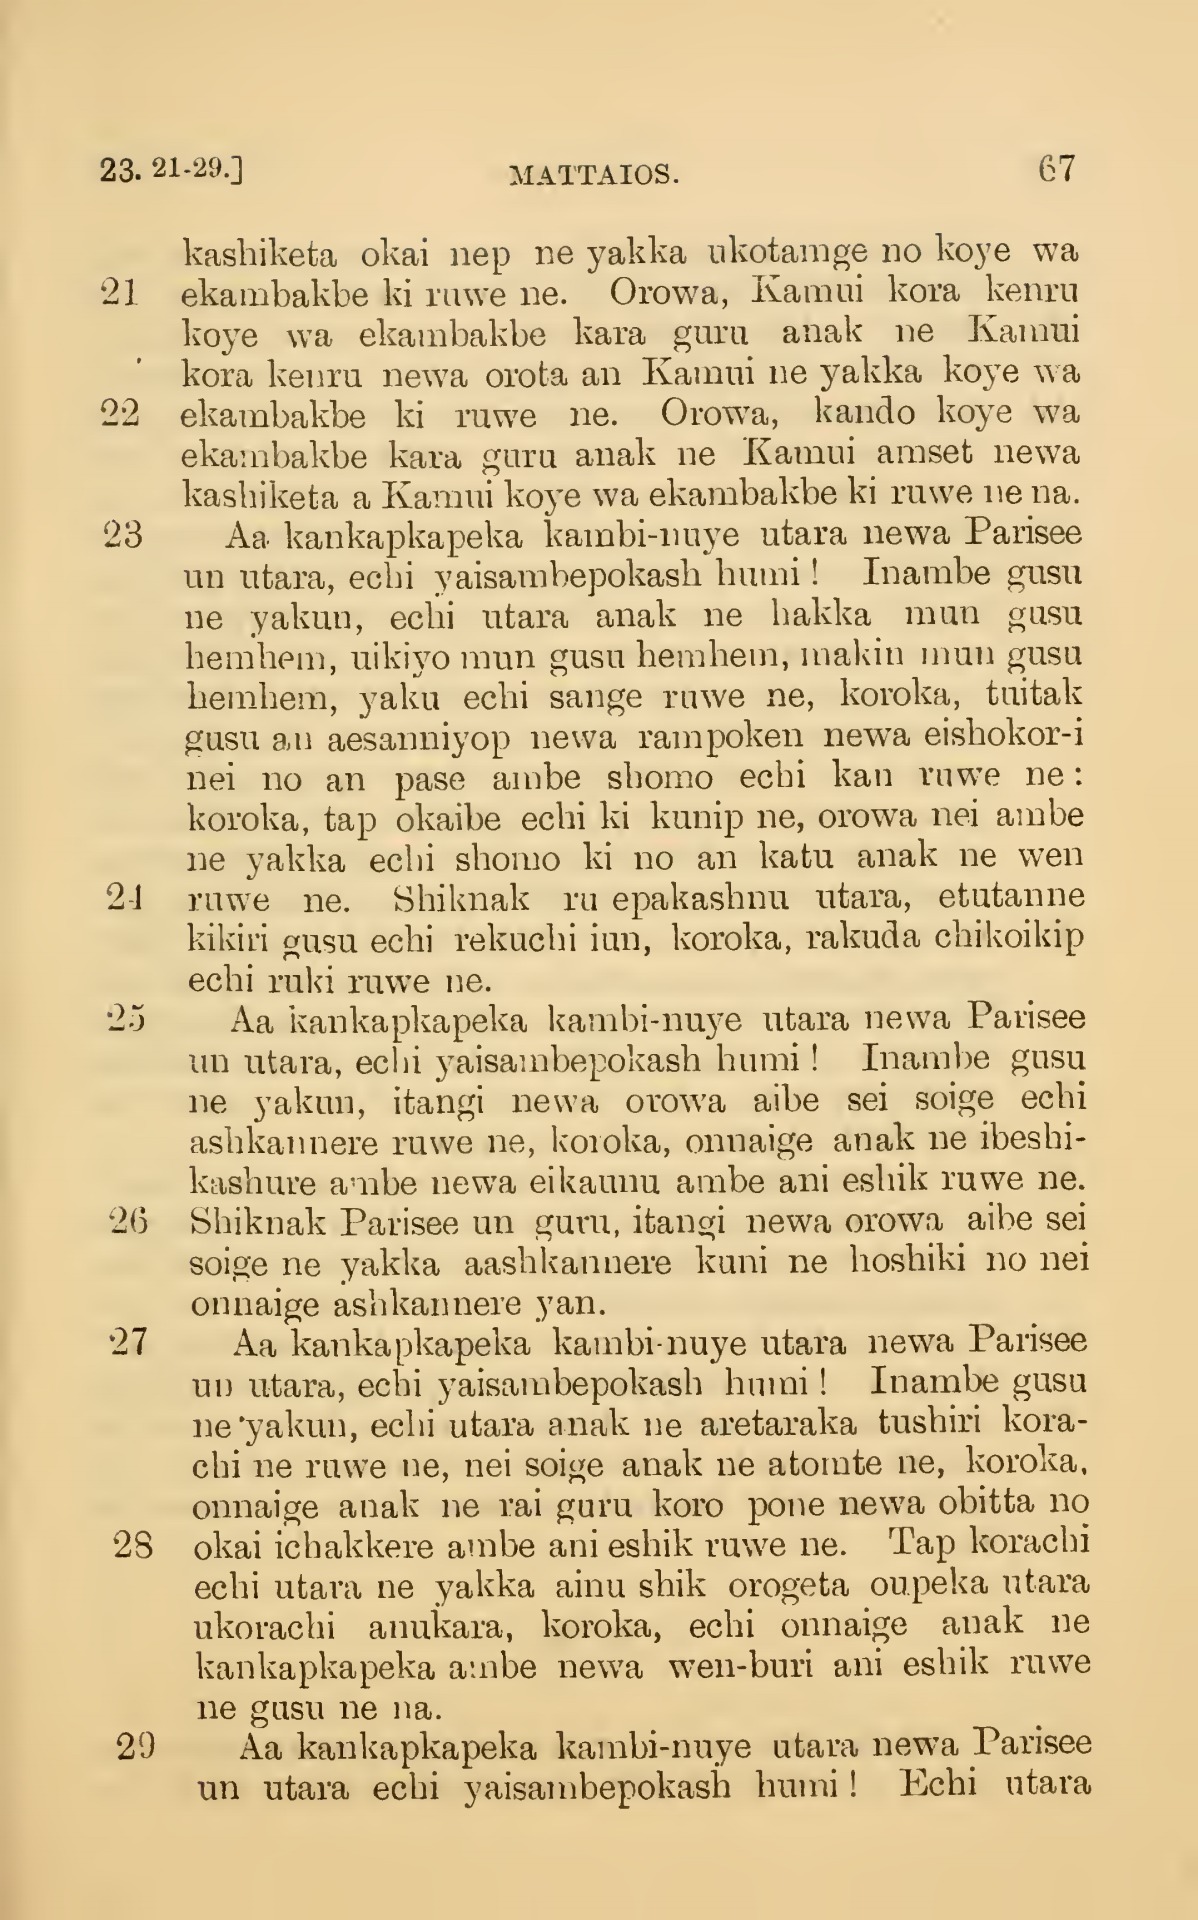 23. 21-29.] MATTAIOS. 67
kashiketa okai nep ne yakka ukotamge no koye wa
21 ekambakbe ki ruwe ne. Orowa, Kamui kora kenru
koye wa ekambakbe kara guru anak ne Kamui
kora kenru newa orota an Kamui ne yakka koye wa
22 ekambakbe ki ruwe ne. Orowa, kando koye wa
ekambakbe kara guru anak ne Kamui amset newa
kashiketa a Kamui koye wa ekambakbe ki ruwe ne na.
23 Aa kankapkapeka kambi-nuye utara newa Parisee
un utara, echi yaisambepokash humi! Inambe gusu
ne yakun, echi utara anak ne hakka mun gusu
hemhem, uikiyo mun gusu hemhem, makin mun gusu
hemhem, yaku echi sange ruwe ne, koroka, tuitak
gusu an aesanniyop newa rampoken newa eishokor-i
nei no an pase ambe shomo echi kan ruwe ne:
koroka, tap okaibe echi ki kunip ne, orowa nei ambe
ne yakka echi shomo ki no an katu anak ne wen
24 ruwe ne. Shiknak ru epakashnu utara, etutanne
kikiri gusu echi rekuchi iun, koroka, rakuda chikoikip
echi ruki ruwe ne.
25 Aa kankapkapeka kambi-nuye utara newa Parisee
un utara, echi yaisambepokash humi! Inambe gusu
ne yakun, itangi newa orowa aibe sei soige echi
ashkannere ruwe ne, koroka, onnaige anak ne ibeshi-
kashure ambe newa eikaunu ambe ani eshik ruwe ne.
26 Shiknak Parisee un guru, itangi newa orowa aibe sei
soige ne yakka aashkannere kuni ne hoshiki no nei
onnaige ashkannere yan.
27 Aa kankapkapeka kambi-nuye utara newa Parisee
un utara, echi yaisambepokash humi! Inambe gusu
ne yakun, echi utara anak ne aretaraka tushiri kora-
chi ne ruwe ne, nei soige anak ne atomte ne, koroka,
onnaige anak ne rai guru koro pone newa obitta no
28 okai ichakkere ambe ani eshik ruwe ne. Tap korachi
echi utara ne yakka ainu shik orogeta oupeka utara
ukorachi anukara, koroka, echi onnaige anak ne
kankapkapeka ambe newa wen-buri ani eshik ruwe
ne gusu ne na.
29 Aa kankapkapeka kambi-nuye utara newa Parisee
un utara echi yaisambepokash humi! Echi utara